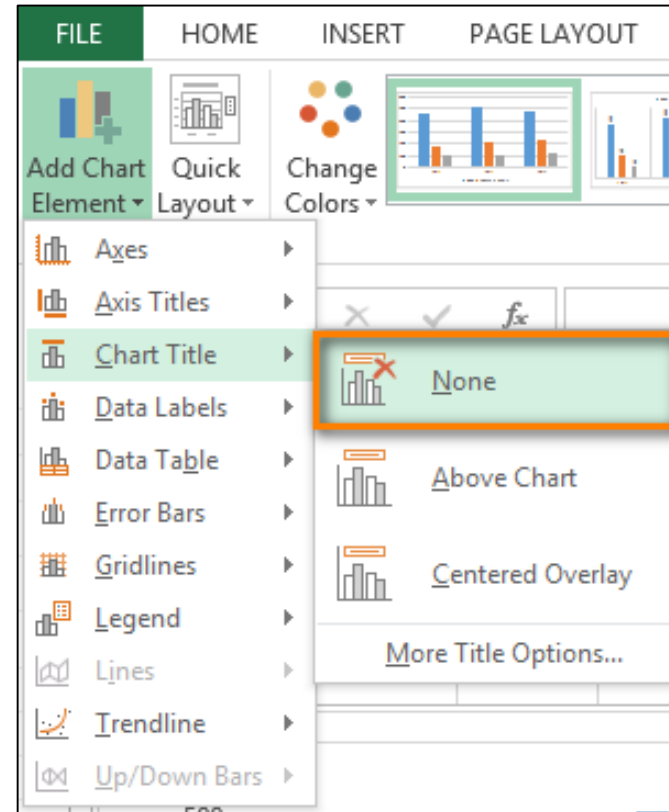 FILE HOME INSERT PAGE LAYOUT
Add Chart Element Quick Layout Change Colors
Axes
Axis Titles
fx
Chart Title
None
Data Labels
Data Table
Above Chart
Error Bars
Gridlines
Centered Overlay
Legend
More Title Options...
Lines
Trendline
Up/Down Bars